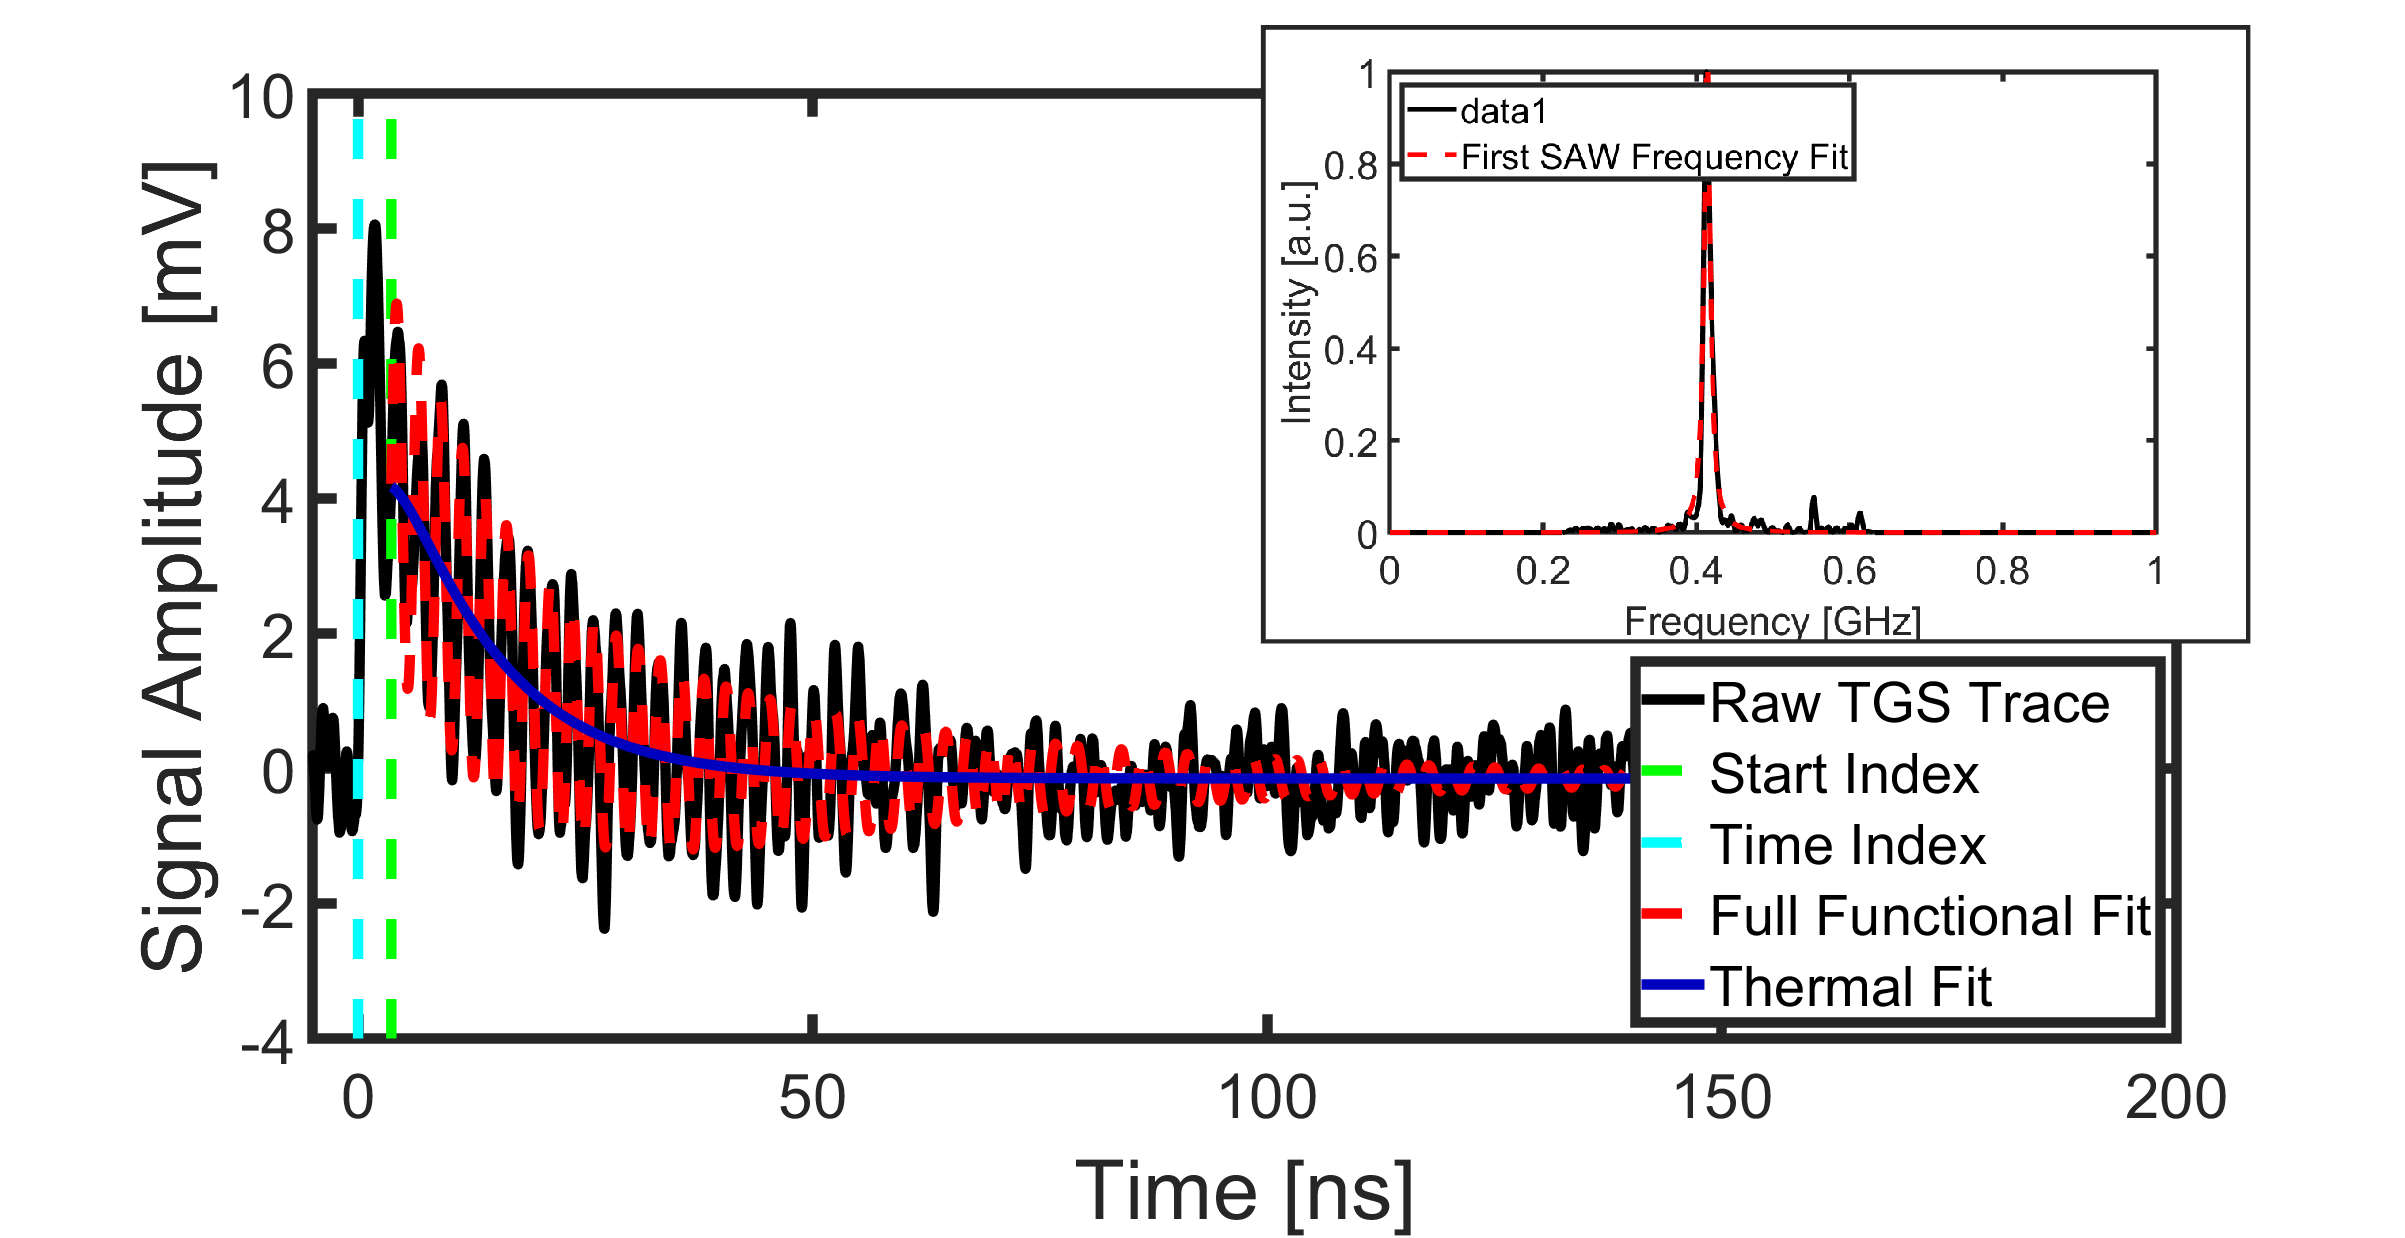 Signal Amplitude [mV]
10
8
6
4
2
0
-2
-4
0
50
100
150
200
Time [ns]
Intensity [a.u.]
1
0.8
0.6
0.4
0.2
0
0
0.2
0.4
0.6
0.8
1
Frequency [GHz]
data1
First SAW Frequency Fit
Raw TGS Trace
Start Index
Time Index
Full Functional Fit
Thermal Fit